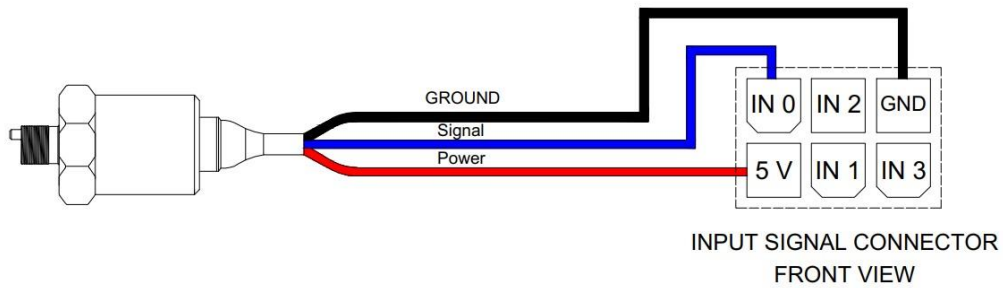 GROUND
Signal
Power
IN 0 IN 2 GND
5 V IN 1 IN 3
INPUT SIGNAL CONNECTOR
FRONT VIEW